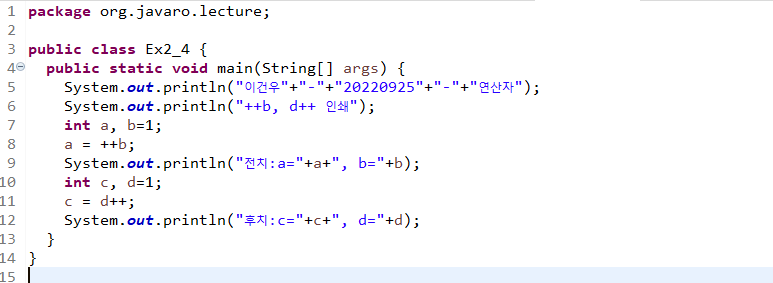 1 package org.javaro.lecture;
2
3 public class Ex2_4 {
4 public static void main(String[] args) {
5 System.out.println("이건우"+"-"+"20220925"+"-"+"연산자");
6 System.out.println("++b, d++ 인쇄");
7 int a, b=1;
8 a = ++b;
9 System.out.println("전치:a="+a+", b="+b);
10 int c, d=1;
11 c = d++;
12 System.out.println("후치:c="+c+", d="+d);
13 }
14 }
15